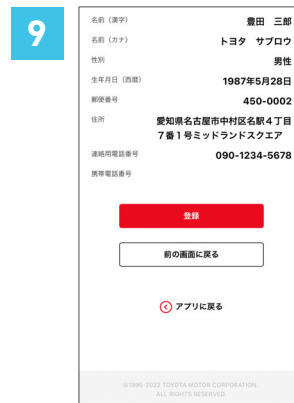 9
名前（漢字） 豊田 三郎
名前（カナ） トヨタ サブロウ
性別 男性
生年月日（西暦） 1987年5月28日
郵便番号 450-0002
住所 愛知県名古屋市中村区名駅4丁目
7番1号ミッドランドスクエア
連絡用電話番号 090-1234-5678
携帯電話番号
登録
前の画面に戻る
アプリに戻る
©1995-2022 TOYOTA MOTOR CORPORATION.
ALL RIGHTS RESERVED.